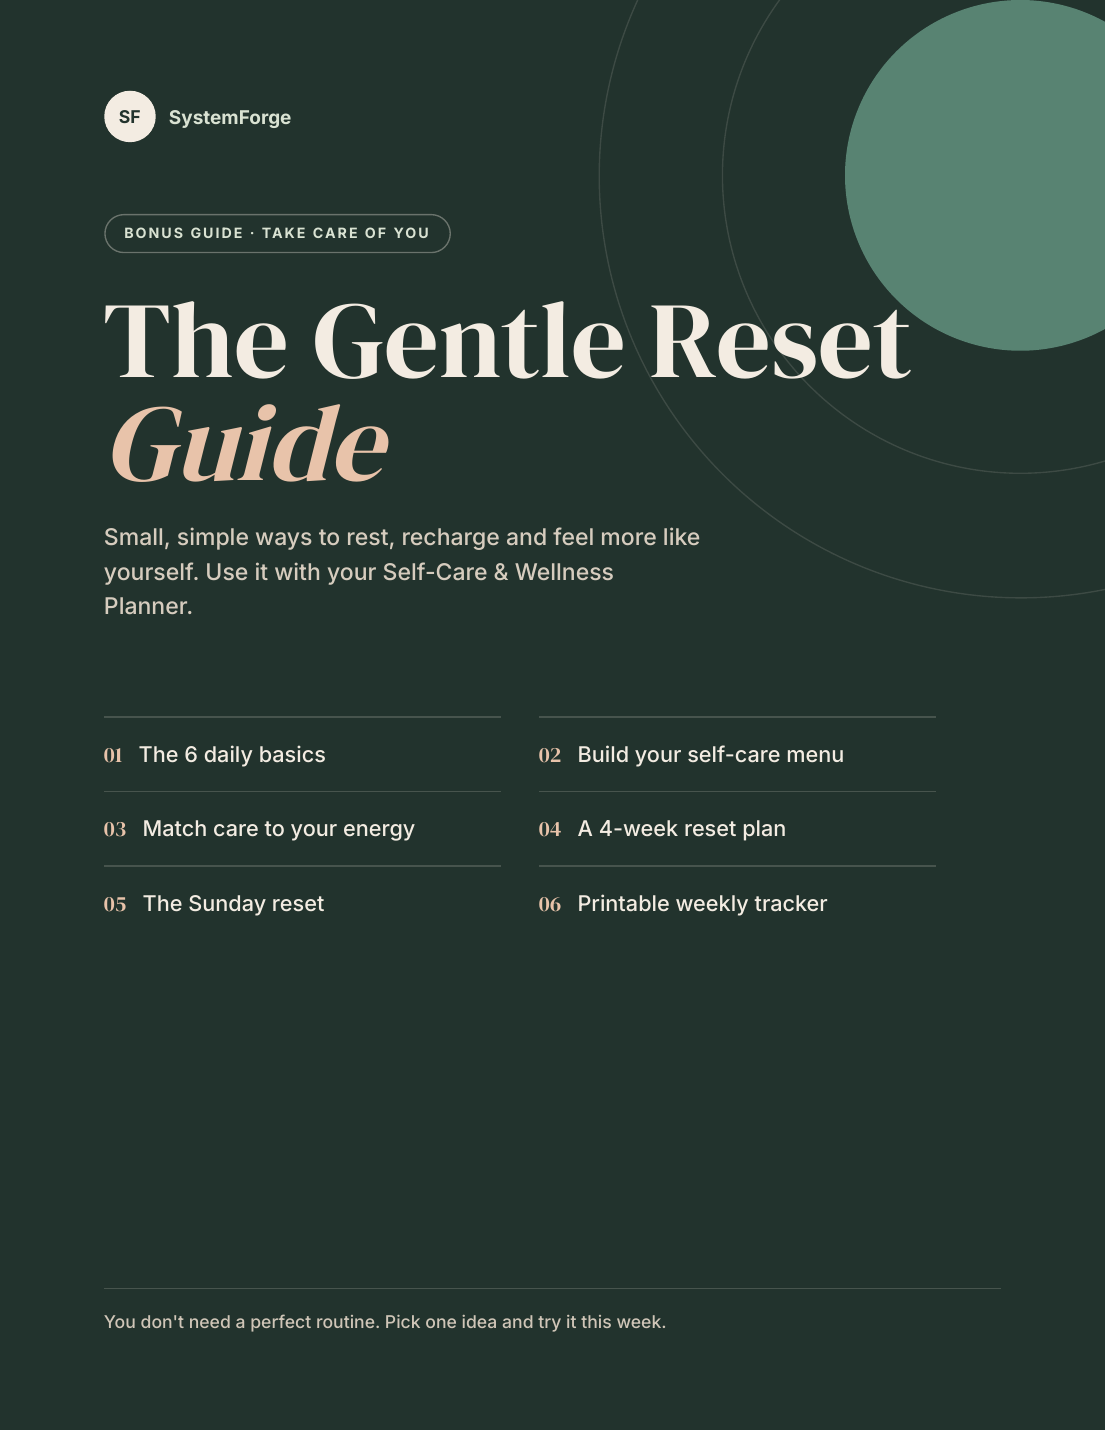 SF SystemForge
BONUS GUIDE · TAKE CARE OF YOU
The Gentle Reset
Guide
Small, simple ways to rest, recharge and feel more like
yourself. Use it with your Self-Care & Wellness
Planner.
01 The 6 daily basics
02 Build your self-care menu
03 Match care to your energy
04 A 4-week reset plan
05 The Sunday reset
06 Printable weekly tracker
You don't need a perfect routine. Pick one idea and try it this week.